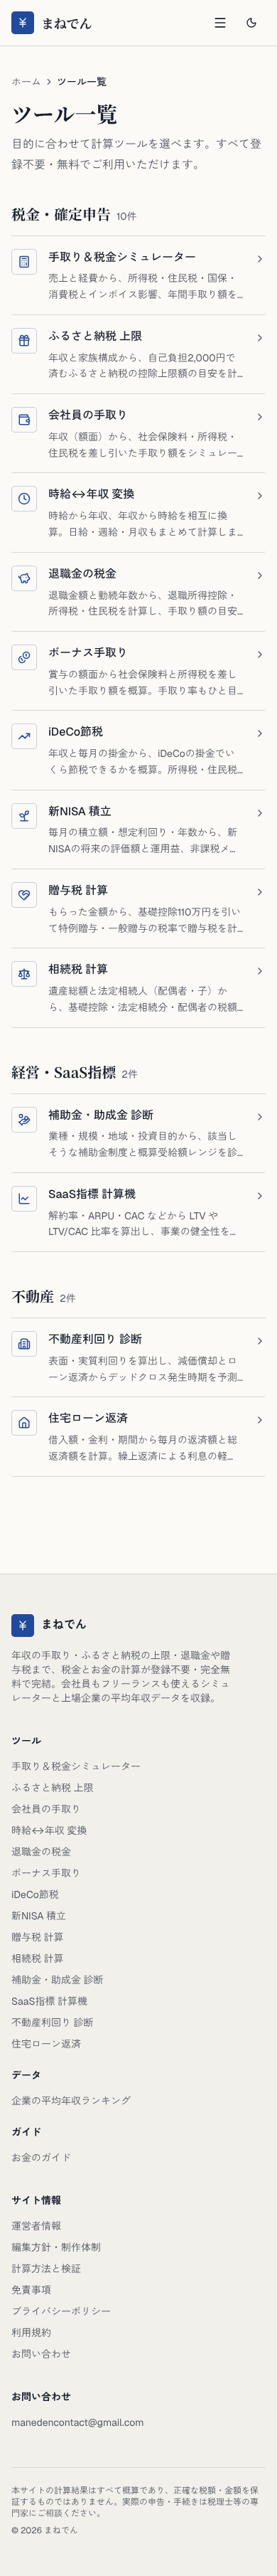 ¥ まねでん
ホーム > ツール一覧
ツール一覧
目的に合わせて計算ツールを選べます。すべて登
録不要・無料でご利用いただけます。
税金・確定申告 10件
手取り＆税金シミュレーター
売上と経費から、所得税・住民税・国保・
消費税とインボイス影響、年間手取り額を…
ふるさと納税 上限
年収と家族構成から、自己負担2,000円で
済むふるさと納税の控除上限額の目安を計…
会社員の手取り
年収（額面）から、社会保険料・所得税・
住民税を差し引いた手取り額をシミュレー…
時給⇔年収 変換
時給から年収、年収から時給を相互に換
算。日給・週給・月収もまとめて計算しま…
退職金の税金
退職金額と勤続年数から、退職所得控除・
所得税・住民税を計算し、手取り額の目安…
ボーナス手取り
賞与の額面から社会保険料と所得税を差し
引いた手取り額を概算。手取り率もひと目…
iDeCo節税
年収と毎月の掛金から、iDeCoの掛金でい
くら節税できるかを概算。所得税・住民税…
新NISA 積立
毎月の積立額・想定利回り・年数から、新
NISAの将来の評価額と運用益、非課税メ…
贈与税 計算
もらった金額から、基礎控除110万円を引い
て特例贈与・一般贈与の税率で贈与税を計…
相続税 計算
遺産総額と法定相続人（配偶者・子）か
ら、基礎控除・法定相続分・配偶者の税額…
経営・SaaS指標 2件
補助金・助成金 診断
業種・規模・地域・投資目的から、該当し
そうな補助金制度と概算受給額レンジを診…
SaaS指標 計算機
解約率・ARPU・CAC などから LTV や
LTV/CAC 比率を算出し、事業の健全性を…
不動産 2件
不動産利回り 診断
表面・実質利回りを算出し、減価償却とロ
ーン返済からデッドクロス発生時期を予測…
住宅ローン返済
借入額・金利・期間から毎月の返済額と総
返済額を計算。繰上返済による利息の軽…
¥ まねでん
年収の手取り・ふるさと納税の上限・退職金や贈
与税まで、税金とお金の計算が登録不要・完全無
料で完結。会社員もフリーランスも使えるシミュ
レーターと上場企業の平均年収データを収録。
ツール
手取り＆税金シミュレーター
ふるさと納税 上限
会社員の手取り
時給⇔年収 変換
退職金の税金
ボーナス手取り
iDeCo節税
新NISA 積立
贈与税 計算
相続税 計算
補助金・助成金 診断
SaaS指標 計算機
不動産利回り 診断
住宅ローン返済
データ
企業の平均年収ランキング
ガイド
お金のガイド
サイト情報
運営者情報
編集方針・制作体制
計算方法と検証
免責事項
プライバシーポリシー
利用規約
お問い合わせ
お問い合わせ
manedencontact@gmail.com
本サイトの計算結果はすべて概算であり、正確な税額・金額を保
証するものではありません。実際の申告・手続きは税理士等の専
門家にご相談ください。
© 2026 まねでん